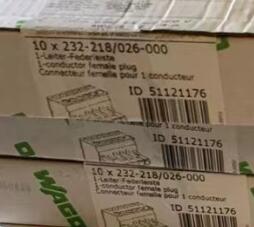 10 x 232-218/026-000
1-Leiter-Federleiste
1-conductor female plug
Connecteur femelle pour 1 conducteur
ID 51121176
pour 1 conducteur
ID 51121176
10 x 232-218/026-000
1-Leiter-Federleiste
1-conductor female plug
Connecteur femelle pour 1 conducteur
ID 51121176
WAGO